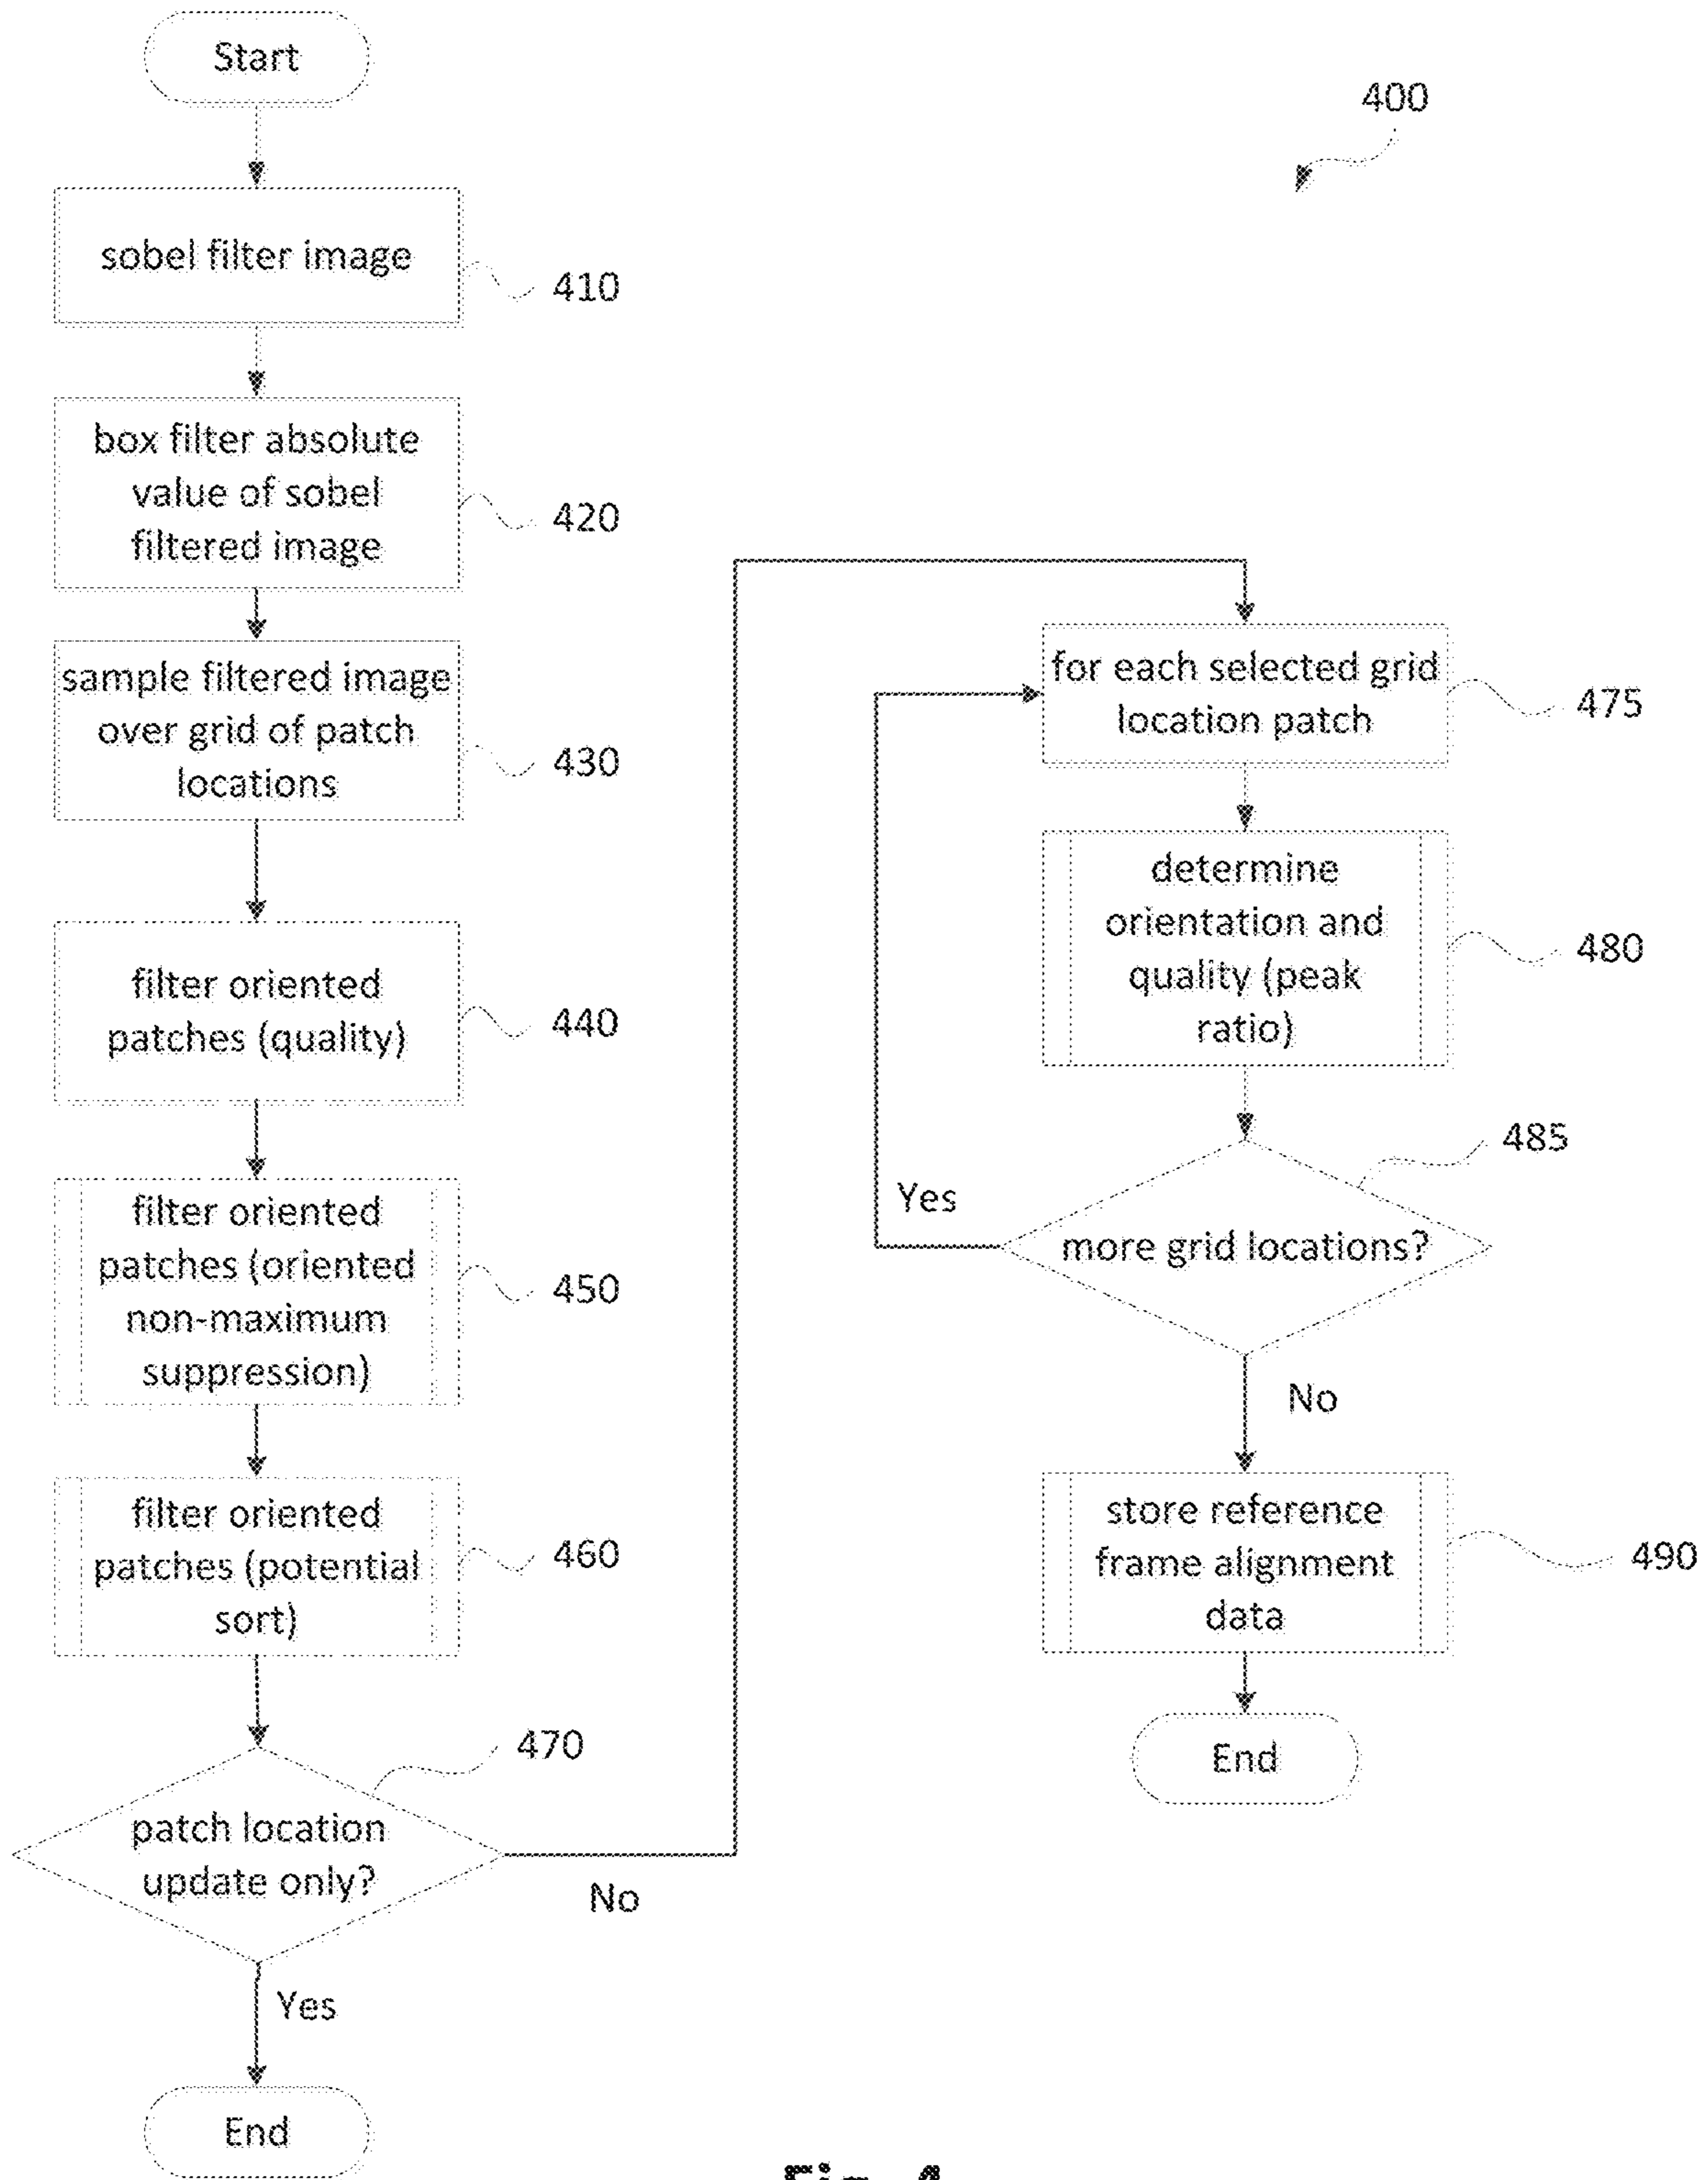 Start
400
sobel filter image
410
box filter absolute
value of sobel
filtered image
420
sample filtered image
over grid of patch
locations
430
filter oriented
patches (quality)
440
filter oriented
patches (oriented
non-maximum
suppression)
450
filter oriented
patches (potential
sort)
460
470
patch location
update only?
No
Yes
End
for each selected grid
location patch
475
determine
orientation and
quality (peak
ratio)
480
485
Yes
more grid locations?
No
store reference
frame alignment
data
490
End
Fig. 4